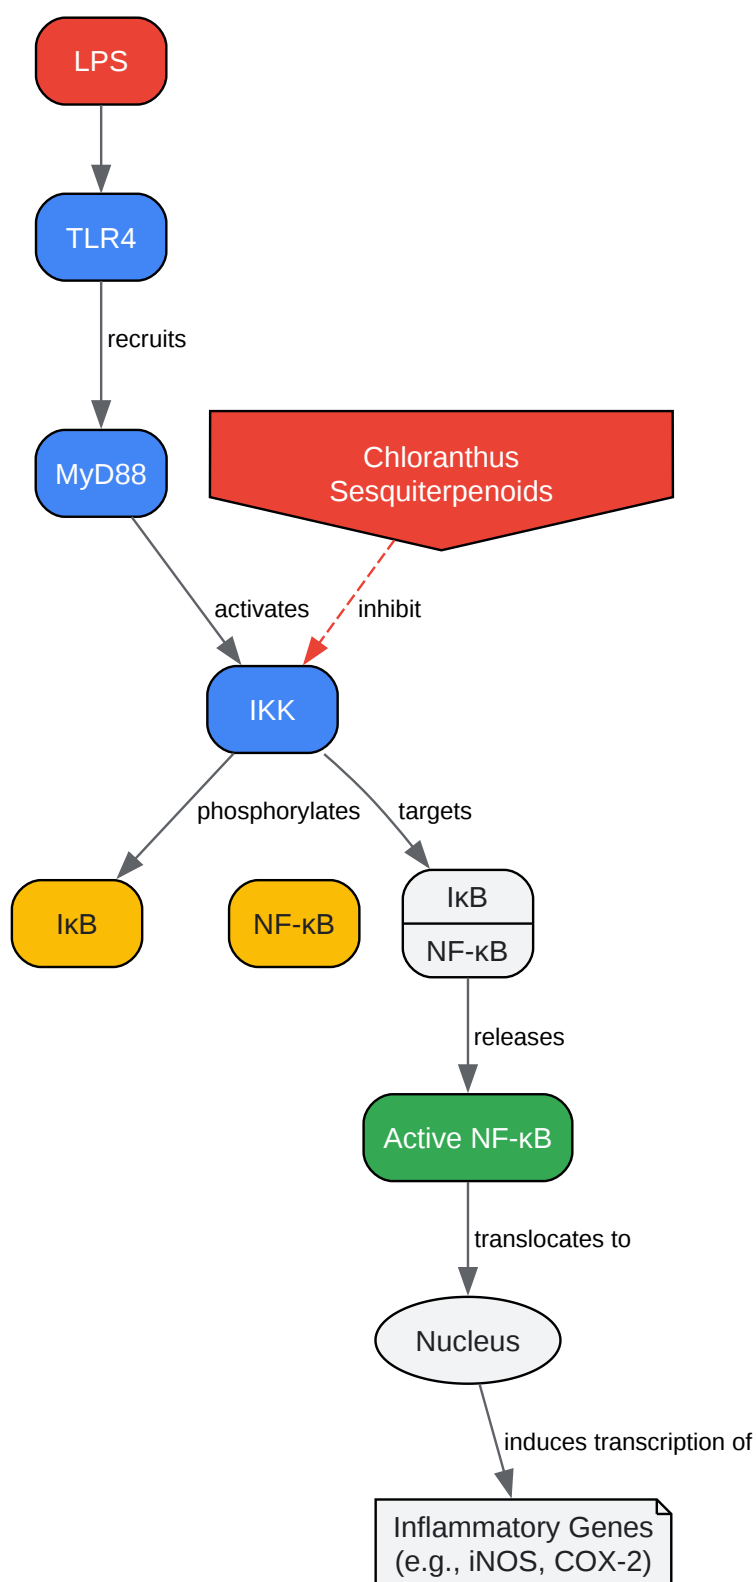 LPS
TLR4
recruits
MyD88
Chloranthus
Sesquiterpenoids
activates
inhibit
IKK
phosphorylates
targets
IκB
NF-κB
IκB
NF-κB
releases
Active NF-κB
translocates to
Nucleus
induces transcription of
Inflammatory Genes
(e.g., iNOS, COX-2)